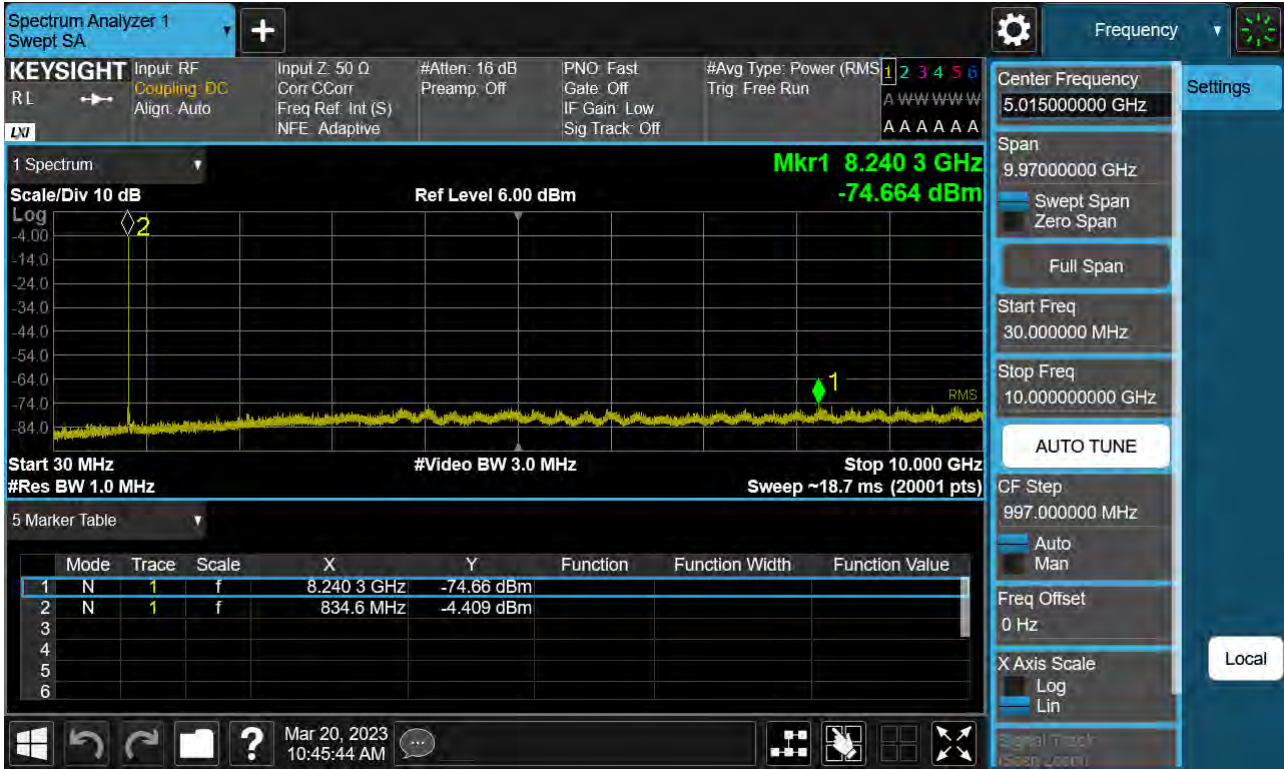 Spectrum Analyzer 1
Swept SA
+
Frequency
KEYSIGHT
RL
LXI
Input: RF
Coupling: DC
Align: Auto
Input Z: 50 Ω
Corr CCorr
Freq Ref: Int (S)
NFE: Adaptive
#Atten: 16 dB
Preamp: Off
PNO: Fast
Gate: Off
IF Gain: Low
Sig Track: Off
#Avg Type: Power (RMS
Trig: Free Run
1 2 3 4 5 6
A W W W W W
A A A A A A
1 Spectrum
Mkr1 8.240 3 GHz
Scale/Div 10 dB
Ref Level 6.00 dBm
-74.664 dBm
Log
-4.00
-14.0
-24.0
-34.0
-44.0
-54.0
-64.0
-74.0
-84.0
2
1
RMS
Start 30 MHz
#Video BW 3.0 MHz
Stop 10.000 GHz
#Res BW 1.0 MHz
Sweep ~18.7 ms (20001 pts)
5 Marker Table
Mode Trace Scale X Y Function Function Width Function Value
1 N 1 f 8.240 3 GHz -74.66 dBm
2 N 1 f 834.6 MHz -4.409 dBm
3
4
5
6
Mar 20, 2023
10:45:44 AM
?
Center Frequency
5.015000000 GHz
Settings
Span
9.97000000 GHz
Swept Span
Zero Span
Full Span
Start Freq
30.000000 MHz
Stop Freq
10.000000000 GHz
AUTO TUNE
CF Step
997.000000 MHz
Auto
Man
Freq Offset
0 Hz
X Axis Scale
Log
Lin
Local
Signal Track
(Span Zoom)